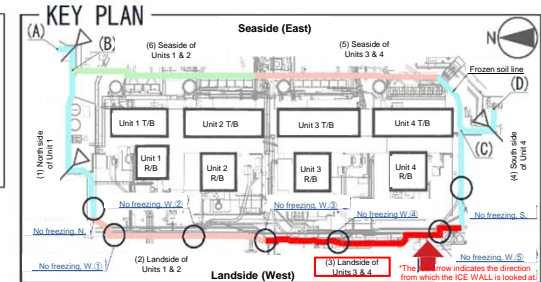 KEY PLAN
Seaside (East)
N
(A)
(B)
(6) Seaside of
Units 1 & 2
(5) Seaside of
Units 3 & 4
Frozen soil line
(D)
(C)
(1) North side
of Unit 1
(4) South side
of Unit 4
Unit 1 T/B
Unit 2 T/B
Unit 3 T/B
Unit 4 T/B
Unit 1
R/B
Unit 2
R/B
Unit 3
R/B
Unit 4
R/B
No freezing, W.②
No freezing, W.③
No freezing, W.④
No freezing, S.
No freezing, N.
No freezing, W.①
No freezing, W.⑤
(2) Landside of
Units 1 & 2
(3) Landside of
Units 3 & 4
Landside (West)
arrow indicates the direction
from which the ICE WALL is looked at.